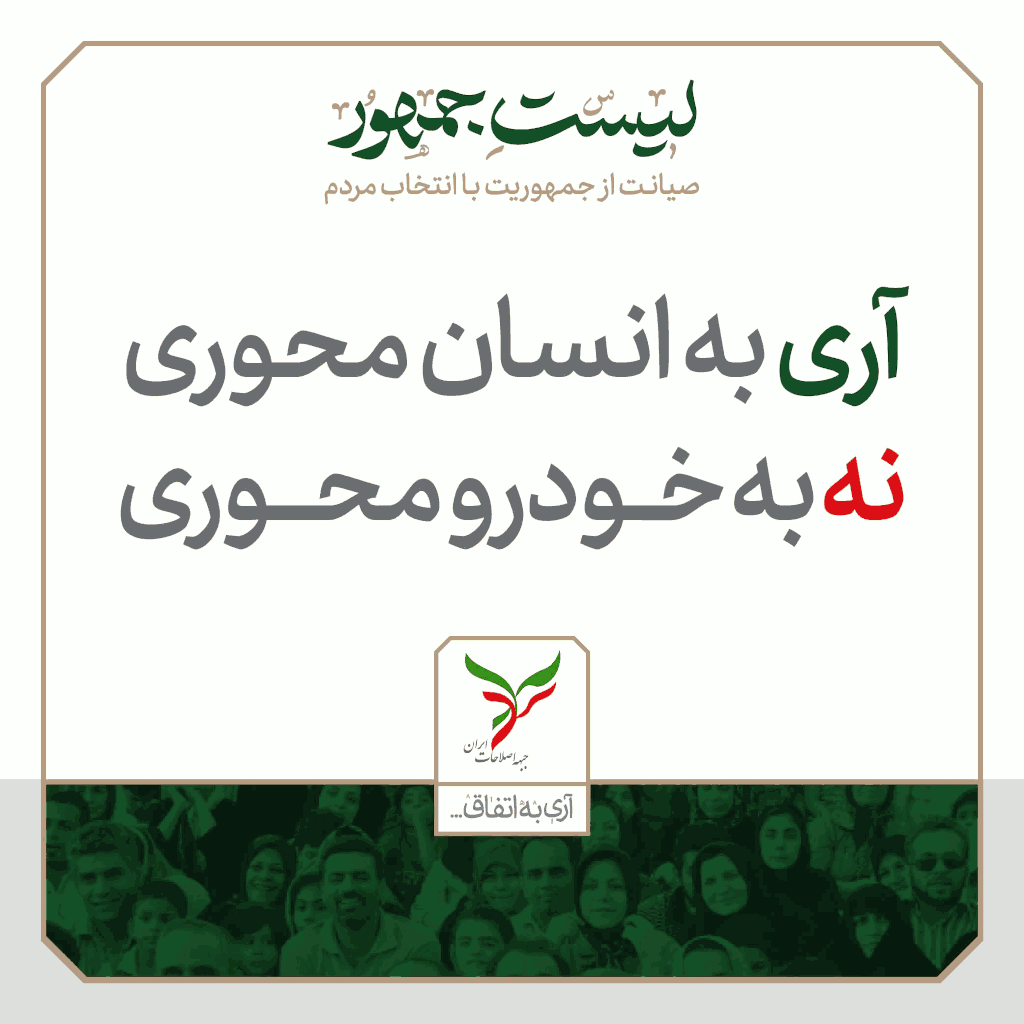 لیستِ جمهور
صیانت از جمهوریت با انتخاب مردم
آری به انسان محوری
نه به خودرو محوری
جبهه اصلاحات ایران
آری به اتفاق...